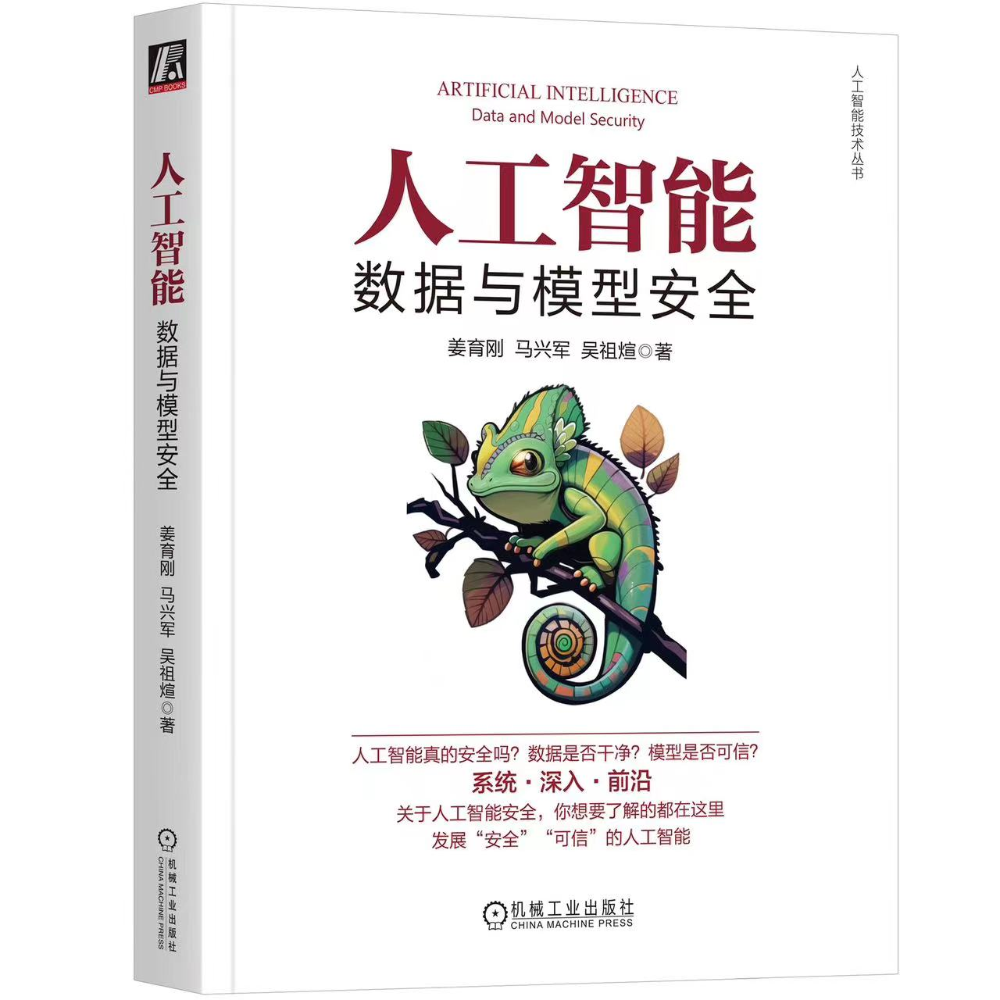 CMP BOOKS
人工智能
数据与模型安全
姜育刚 马兴军 吴祖煊◎著
机械工业出版社
CHINA MACHINE PRESS
人工智能技术丛书
ARTIFICIAL INTELLIGENCE
Data and Model Security
人工智能
数据与模型安全
姜育刚 马兴军 吴祖煊◎著
人工智能真的安全吗？数据是否干净？模型是否可信？
系统·深入·前沿
关于人工智能安全，你想要了解的都在这里
发展“安全”“可信”的人工智能
机械工业出版社
CHINA MACHINE PRESS